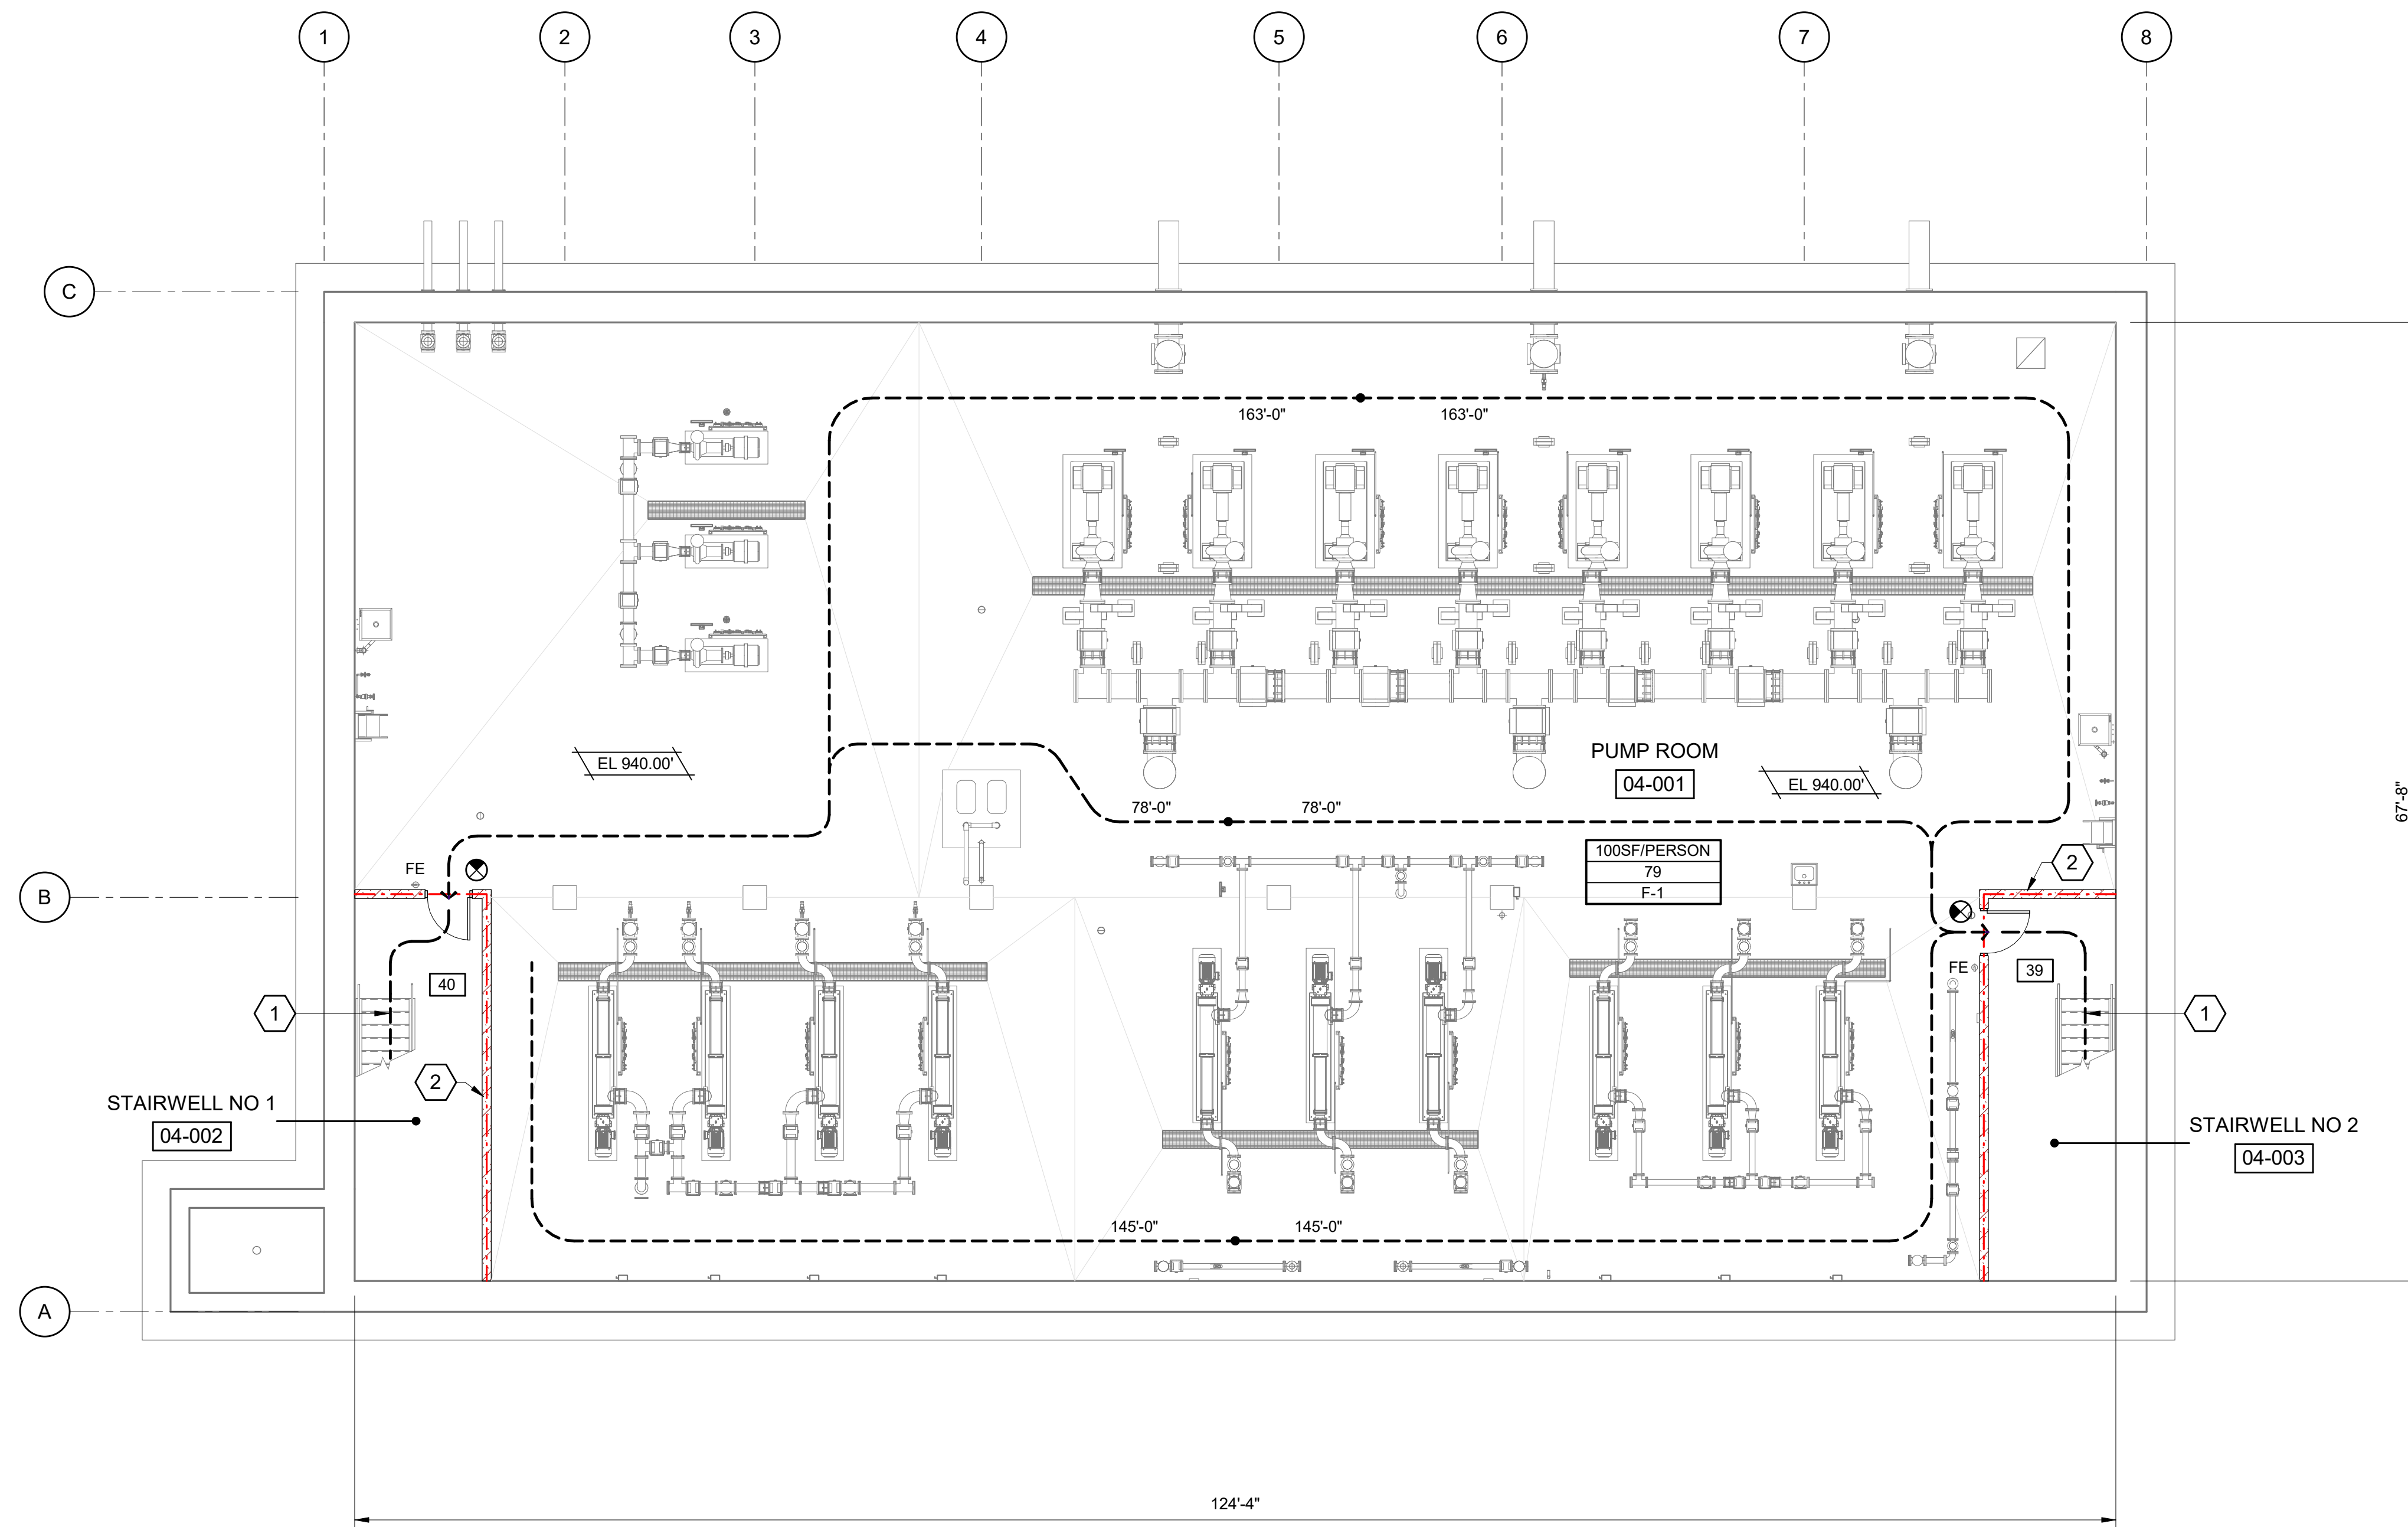 1
2
3
4
5
6
7
8
C
163'-0"
163'-0"
EL 940.00'
PUMP ROOM
04-001
EL 940.00'
67'-8"
78'-0"
78'-0"
100SF/PERSON
79
F-1
FE
2
B
FE
40
39
1
1
2
STAIRWELL NO 1
04-002
STAIRWELL NO 2
04-003
145'-0"
145'-0"
A
124'-4"